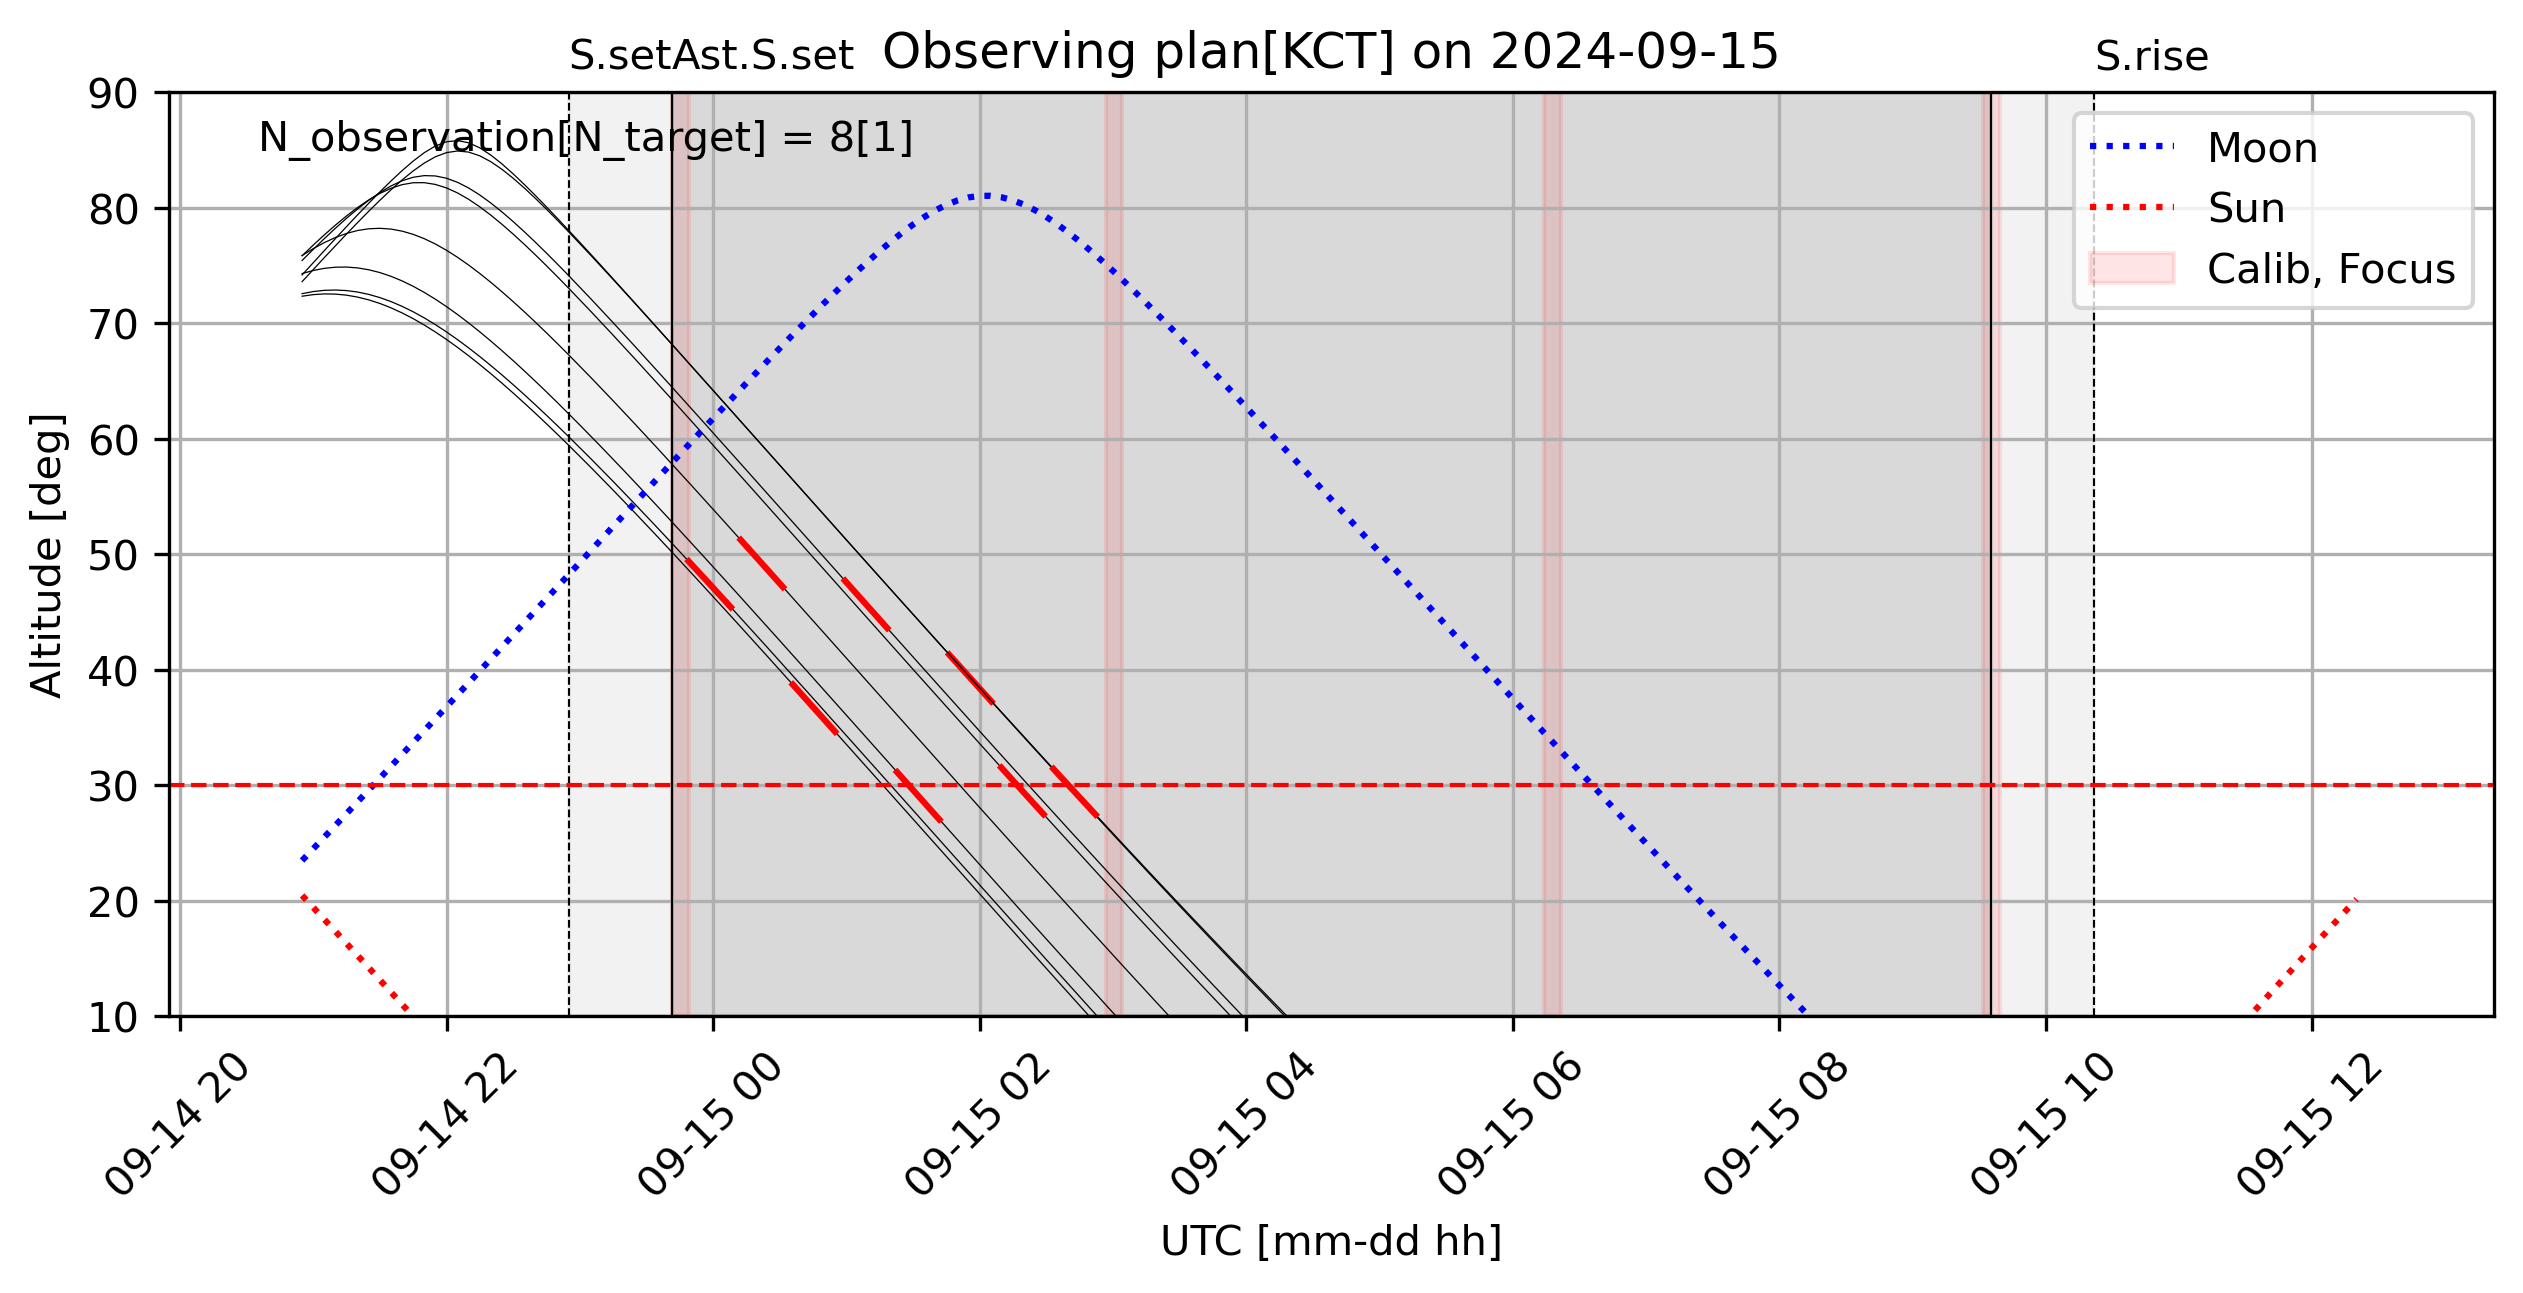 S.setAst.S.set Observing plan[KCT] on 2024-09-15 S.rise
N_observation[N_target] = 8[1]
Moon
Sun
Calib, Focus
Altitude [deg]
90
80
70
60
50
40
30
20
10
09-14 20
09-14 22
09-15 00
09-15 02
09-15 04
09-15 06
09-15 08
09-15 10
09-15 12
UTC [mm-dd hh]